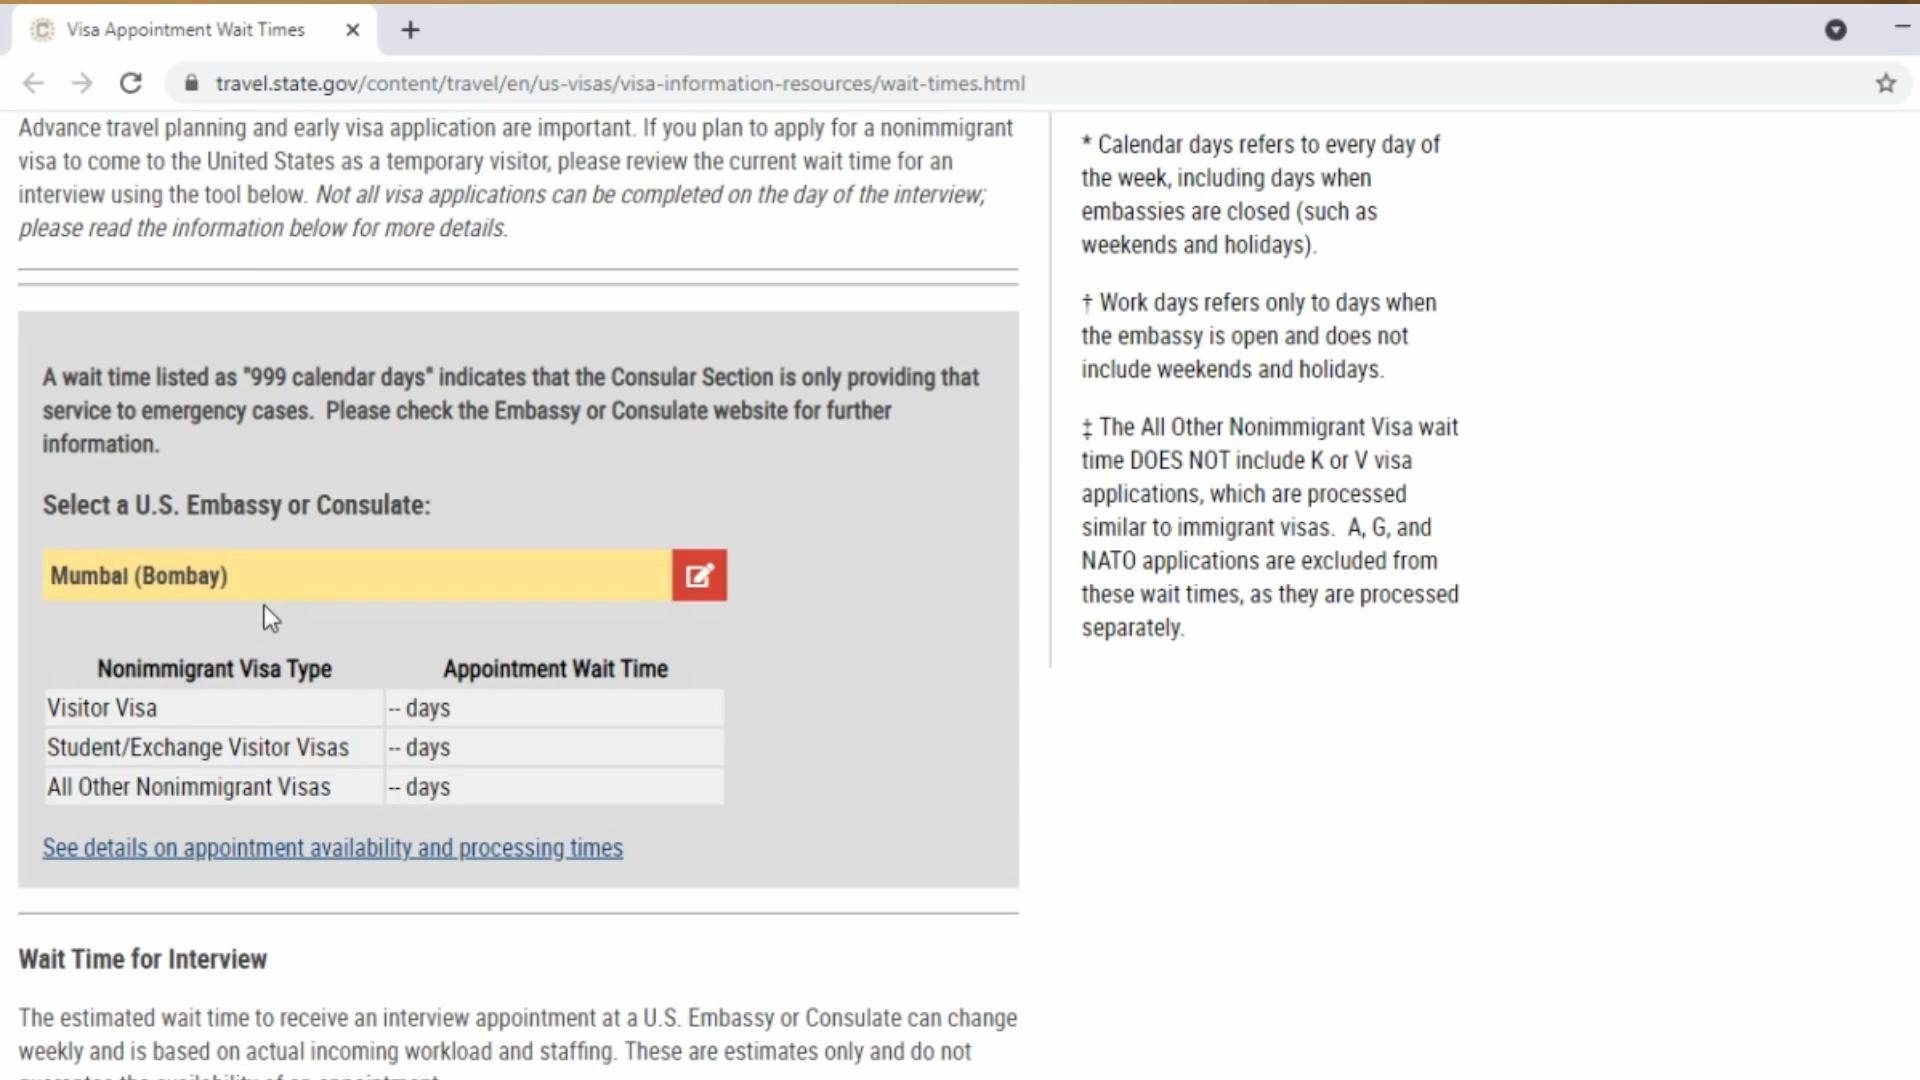 Visa Appointment Wait Times
travel.state.gov/content/travel/en/us-visas/visa-information-resources/wait-times.html
Advance travel planning and early visa application are important. If you plan to apply for a nonimmigrant
visa to come to the United States as a temporary visitor, please review the current wait time for an
interview using the tool below. Not all visa applications can be completed on the day of the interview;
please read the information below for more details.
A wait time listed as "999 calendar days" indicates that the Consular Section is only providing that
service to emergency cases. Please check the Embassy or Consulate website for further
information.
Select a U.S. Embassy or Consulate:
Mumbai (Bombay)
Nonimmigrant Visa Type Appointment Wait Time
Visitor Visa -- days
Student/Exchange Visitor Visas -- days
All Other Nonimmigrant Visas -- days
See details on appointment availability and processing times
Wait Time for Interview
The estimated wait time to receive an interview appointment at a U.S. Embassy or Consulate can change
weekly and is based on actual incoming workload and staffing. These are estimates only and do not
guarantee the availability of an appointment.
* Calendar days refers to every day of
the week, including days when
embassies are closed (such as
weekends and holidays).
† Work days refers only to days when
the embassy is open and does not
include weekends and holidays.
‡ The All Other Nonimmigrant Visa wait
time DOES NOT include K or V visa
applications, which are processed
similar to immigrant visas. A, G, and
NATO applications are excluded from
these wait times, as they are processed
separately.